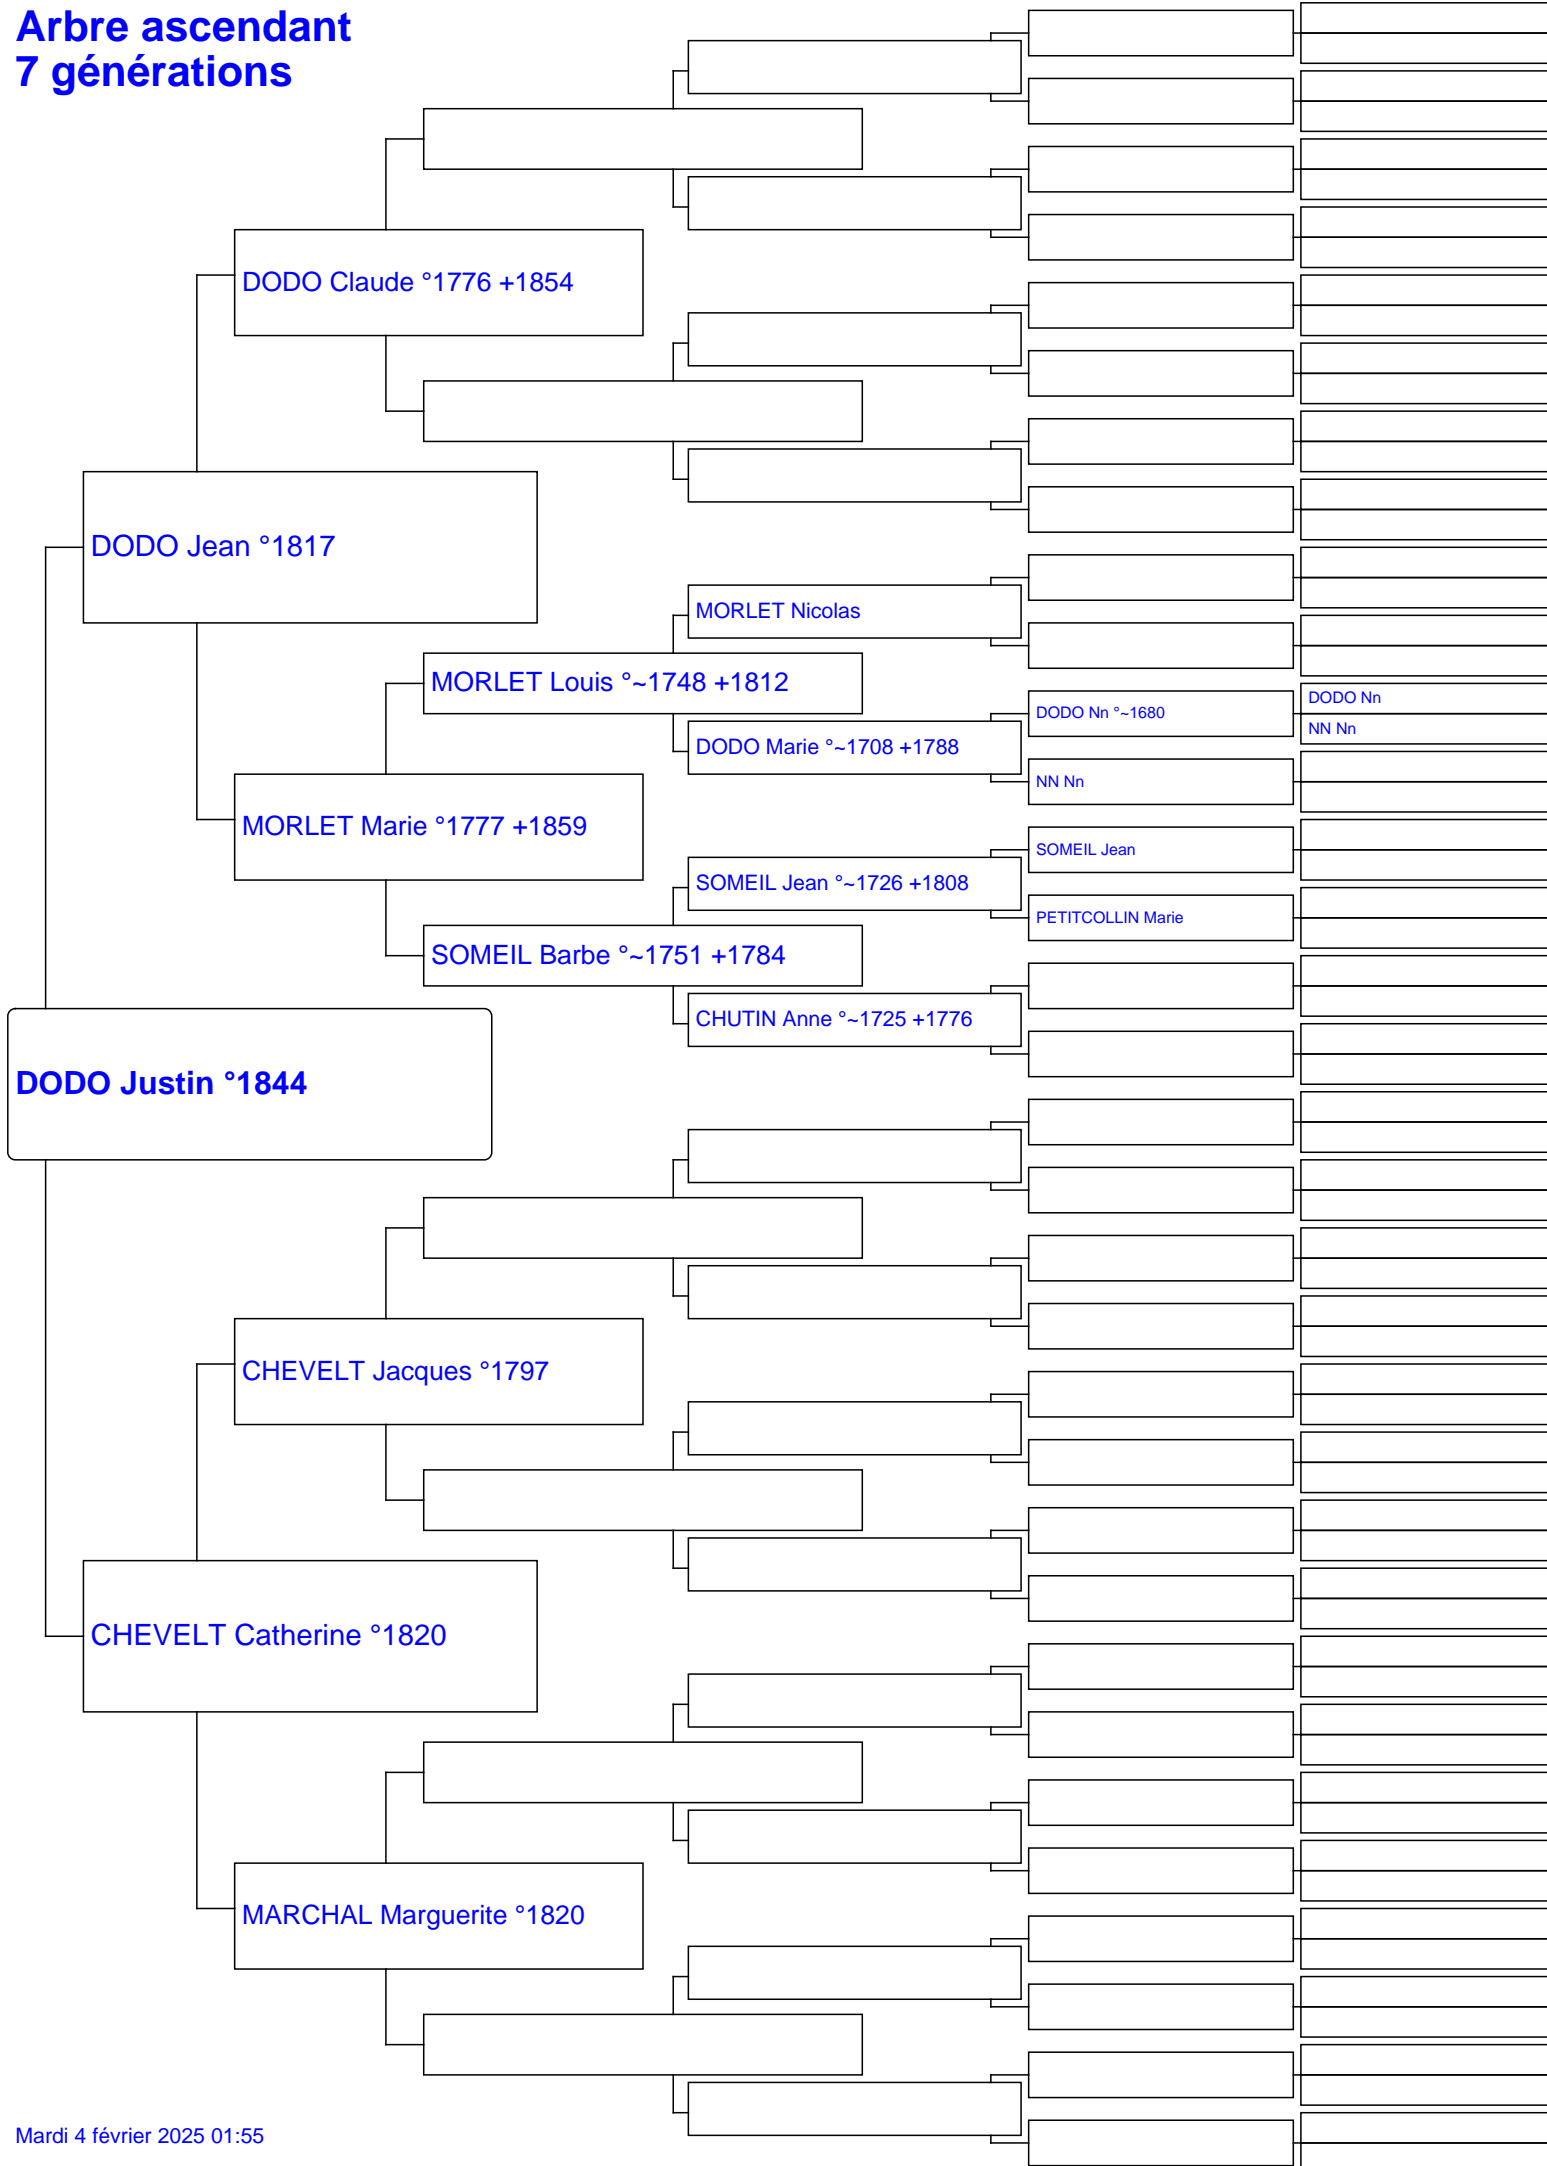 Arbre ascendant
7 générations
DODO Claude °1776 +1854
DODO Jean °1817
MORLET Nicolas
MORLET Louis °~1748 +1812
DODO Nn
DODO Nn °~1680
NN Nn
DODO Marie °~1708 +1788
NN Nn
MORLET Marie °1777 +1859
SOMEIL Jean
SOMEIL Jean °~1726 +1808
PETITCOLLIN Marie
SOMEIL Barbe °~1751 +1784
CHUTIN Anne °~1725 +1776
DODO Justin °1844
CHEVELT Jacques °1797
CHEVELT Catherine °1820
MARCHAL Marguerite °1820
Mardi 4 février 2025 01:55